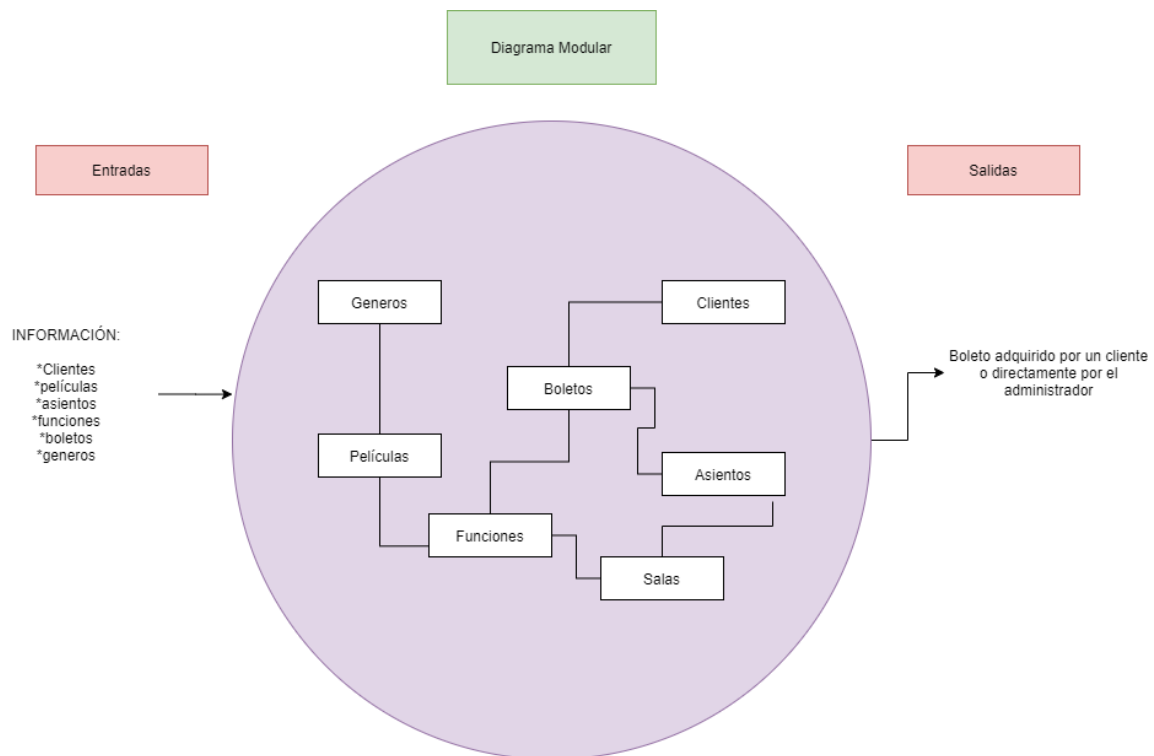 Diagrama Modular
Entradas
Salidas
INFORMACIÓN:
*Clientes
*películas
*asientos
*funciones
*boletos
*generos
Generos
Clientes
Boletos
Películas
Asientos
Funciones
Salas
Boleto adquirido por un cliente
o directamente por el
administrador